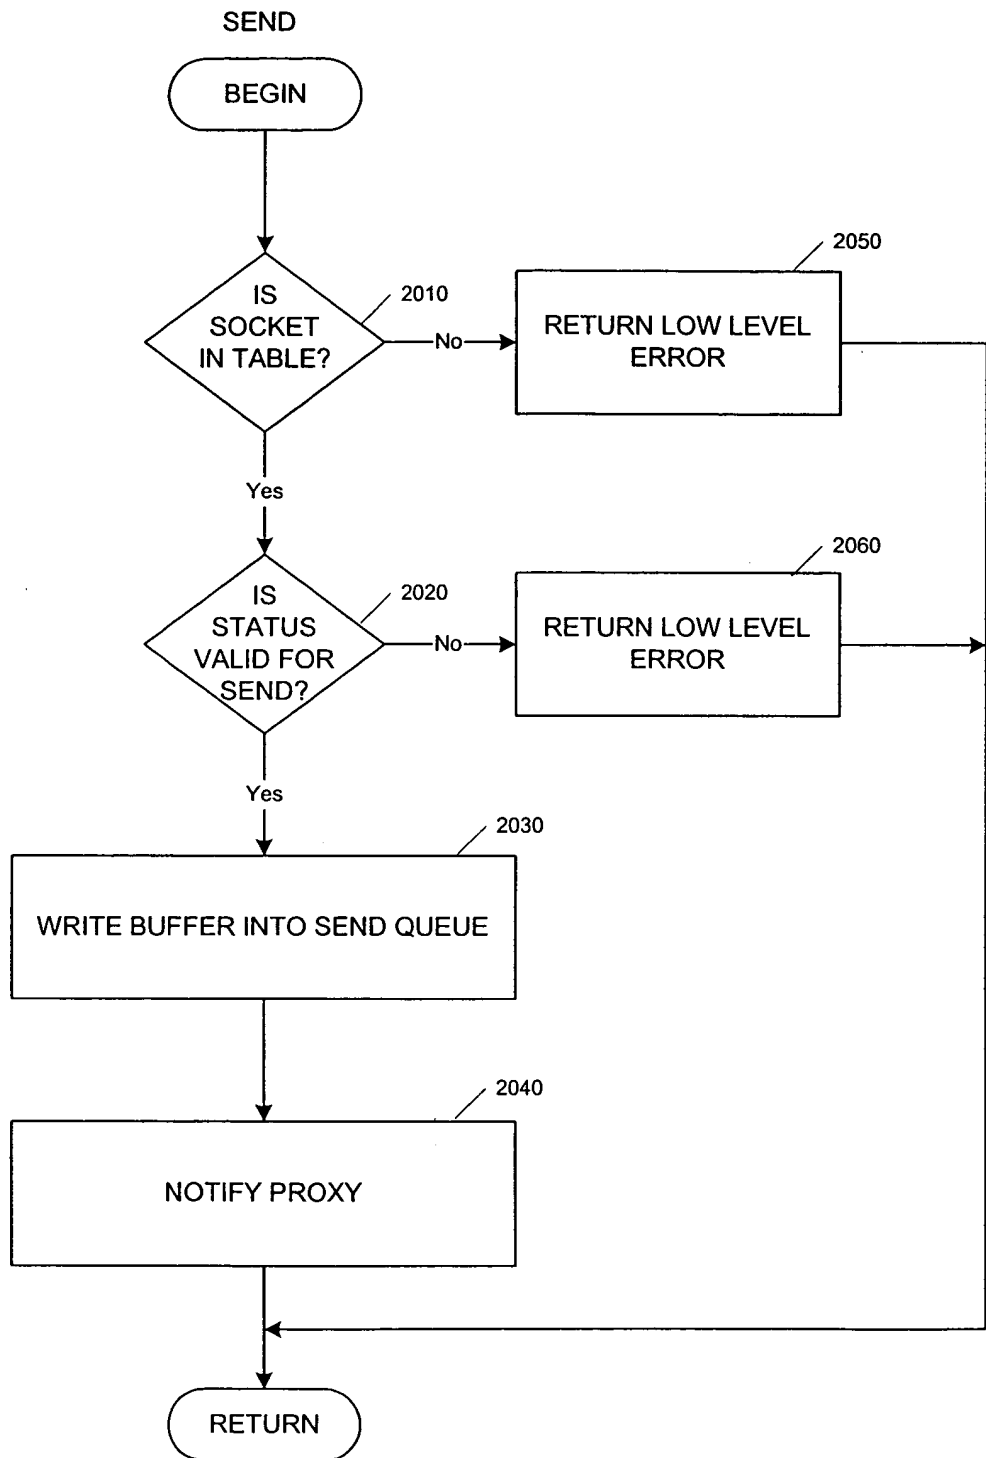 SEND
BEGIN
2050
IS
SOCKET
IN TABLE?
2010
No
RETURN LOW LEVEL
ERROR
Yes
2060
IS
STATUS
VALID FOR
SEND?
2020
No
RETURN LOW LEVEL
ERROR
Yes
2030
WRITE BUFFER INTO SEND QUEUE
2040
NOTIFY PROXY
RETURN